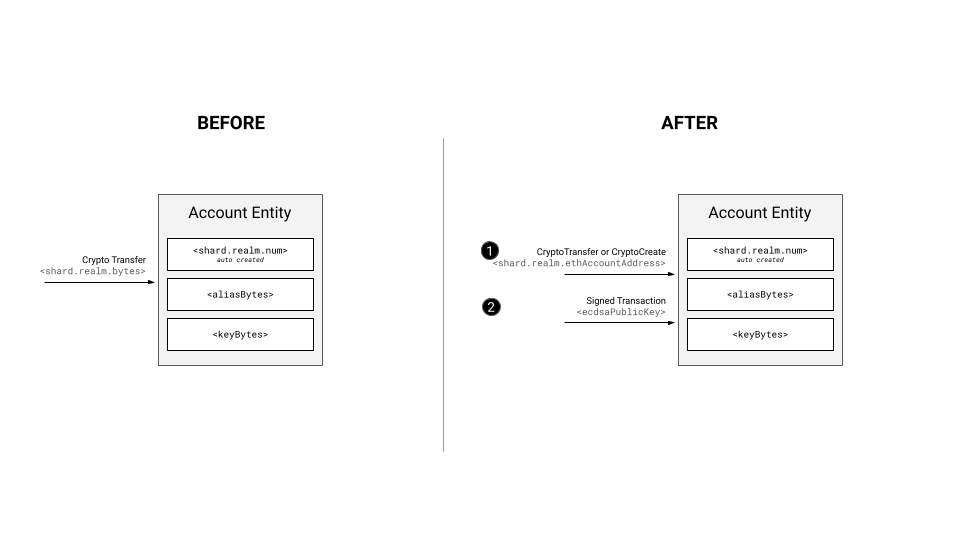 BEFORE
Account Entity
<shard.realm.num>
auto created
Crypto Transfer
<shard.realm.bytes>
<aliasBytes>
<keyBytes>
AFTER
Account Entity
<shard.realm.num>
auto created
1
CryptoTransfer or CryptoCreate
<shard.realm.ethAccountAddress>
<aliasBytes>
2
Signed Transaction
<ecdsaPublicKey>
<keyBytes>